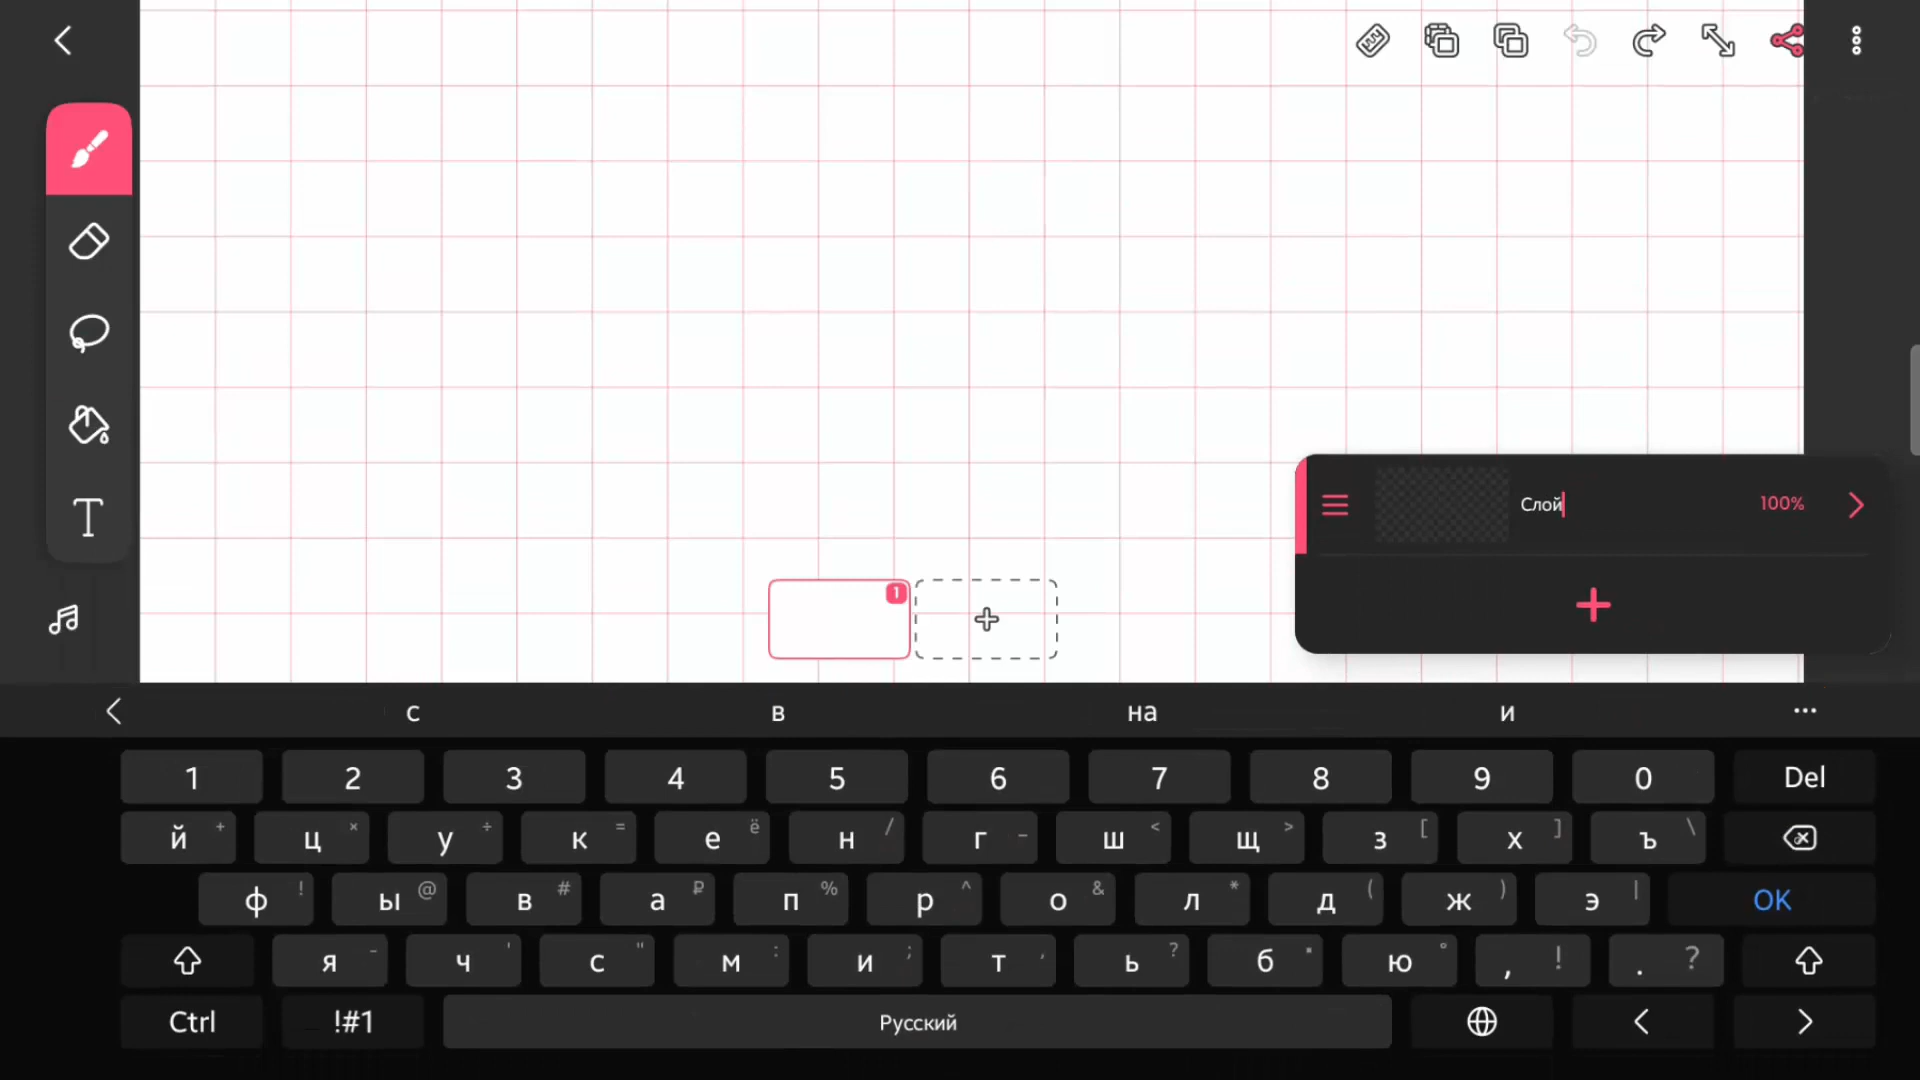 Слой
100%
1
с в на и ...
1 2 3 4 5 6 7 8 9 0 Del
й + ц × у ÷ к = е ё н / г _ ш < щ > з [ х ] ъ \
ф ! ы @ в # а ₽ п % р ^ о & л * д ( ж ) э | OK
я - ч ' с " м : и ; т , ь ? б * ю ° , ! . ?
Ctrl !#1 Русский < >